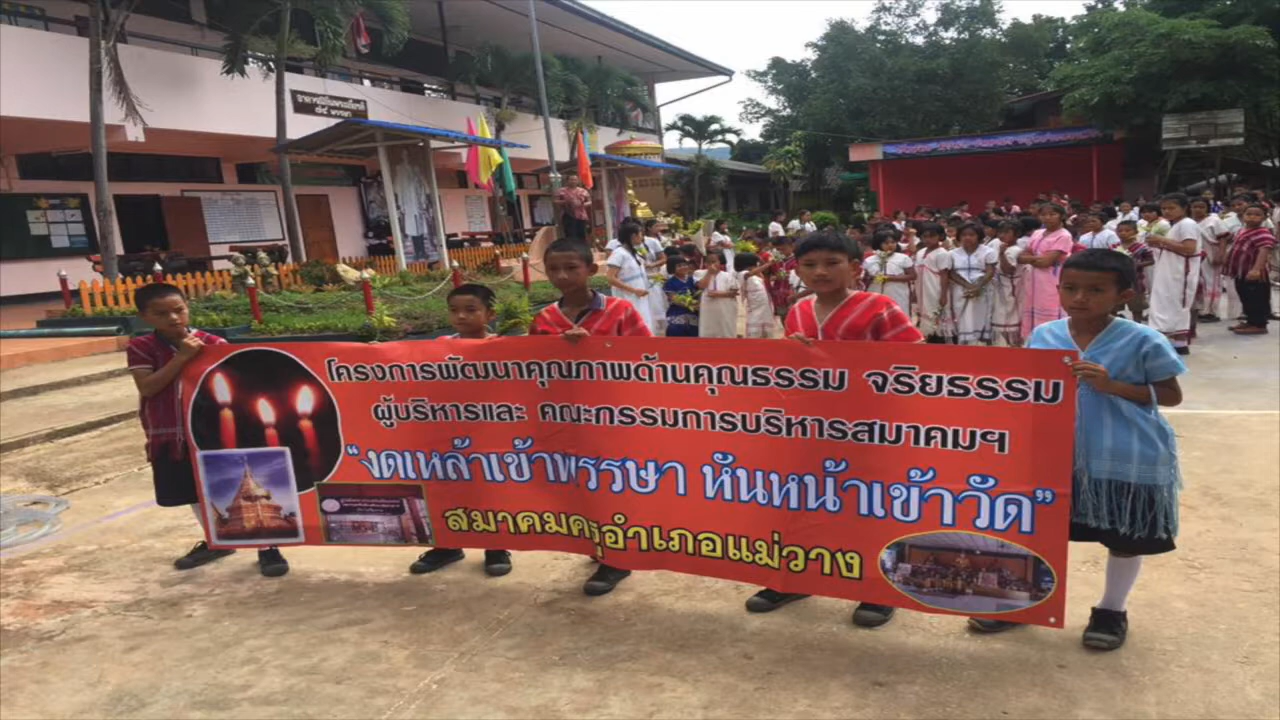 โครงการพัฒนาคุณภาพด้านคุณธรรม จริยธรรม
ผู้บริหารและ คณะกรรมการบริหารสมาคมฯ
“งดเหล้าเข้าพรรษา หันหน้าเข้าวัด”
สมาคมครูอำเภอแม่วาง